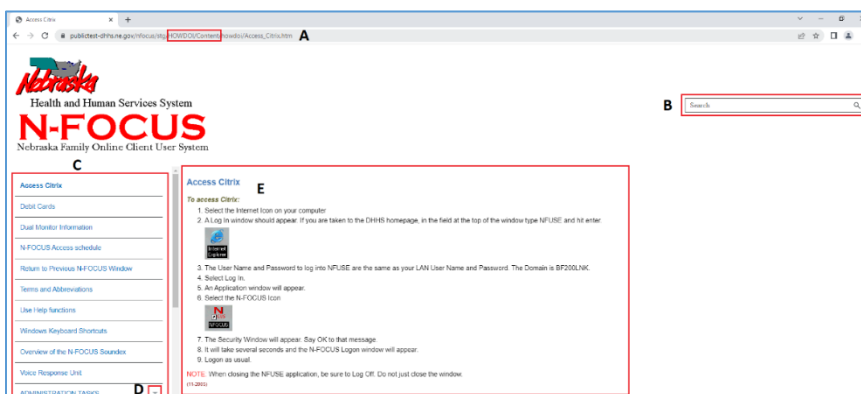 Access Citrix
publictest-dhhs.ne.gov/nfocus/stg/HOWDOI/Content/howdoi/Access_Citrix.htm
A
Nebraska
Health and Human Services System
N-FOCUS
Nebraska Family Online Client User System
B
Search
C
Access Citrix
Debit Cards
Dual Monitor Information
N-FOCUS Access schedule
Return to Previous N-FOCUS Window
Terms and Abbreviations
Use Help functions
Windows Keyboard Shortcuts
Overview of the N-FOCUS Soundex
Voice Response Unit
ADMINISTRATION TASKS
D
Access Citrix
E
To access Citrix:
1. Select the Internet Icon on your computer
2. A Log In window should appear. If you are taken to the DHHS homepage, in the field at the top of the window type NFUSE and hit enter
Internet
Explorer
3. The User Name and Password to log into NFUSE are the same as your LAN User Name and Password. The Domain is BF200LNK.
4. Select Log In.
5. An Application window will appear.
6. Select the N-FOCUS Icon
N
NFOCUS
7. The Security Window will appear. Say OK to that message.
8. It will take several seconds and the N-FOCUS Logon window will appear.
9. Logon as usual.
NOTE: When closing the NFUSE application, be sure to Log Off. Do not just close the window.